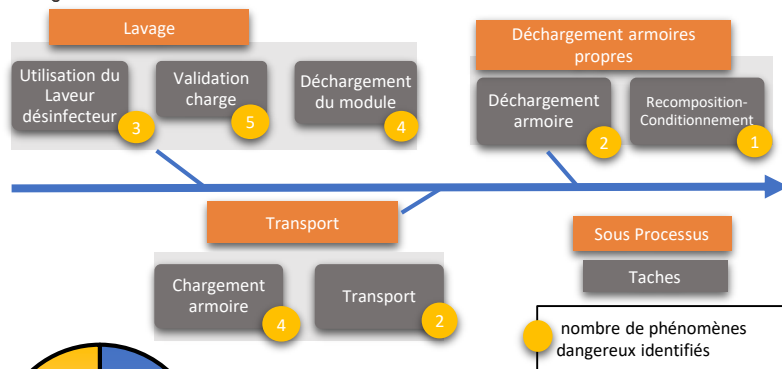 Lavage
Utilisation du
Laveur
désinfecteur
3
Validation
charge
5
Déchargement
du module
4
Déchargement armoires
propres
Déchargement
armoire
2
Recomposition-
Conditionnement
1
Transport
Chargement
armoire
4
Transport
2
Sous Processus
Taches
nombre de phénomènes
dangereux identifiés